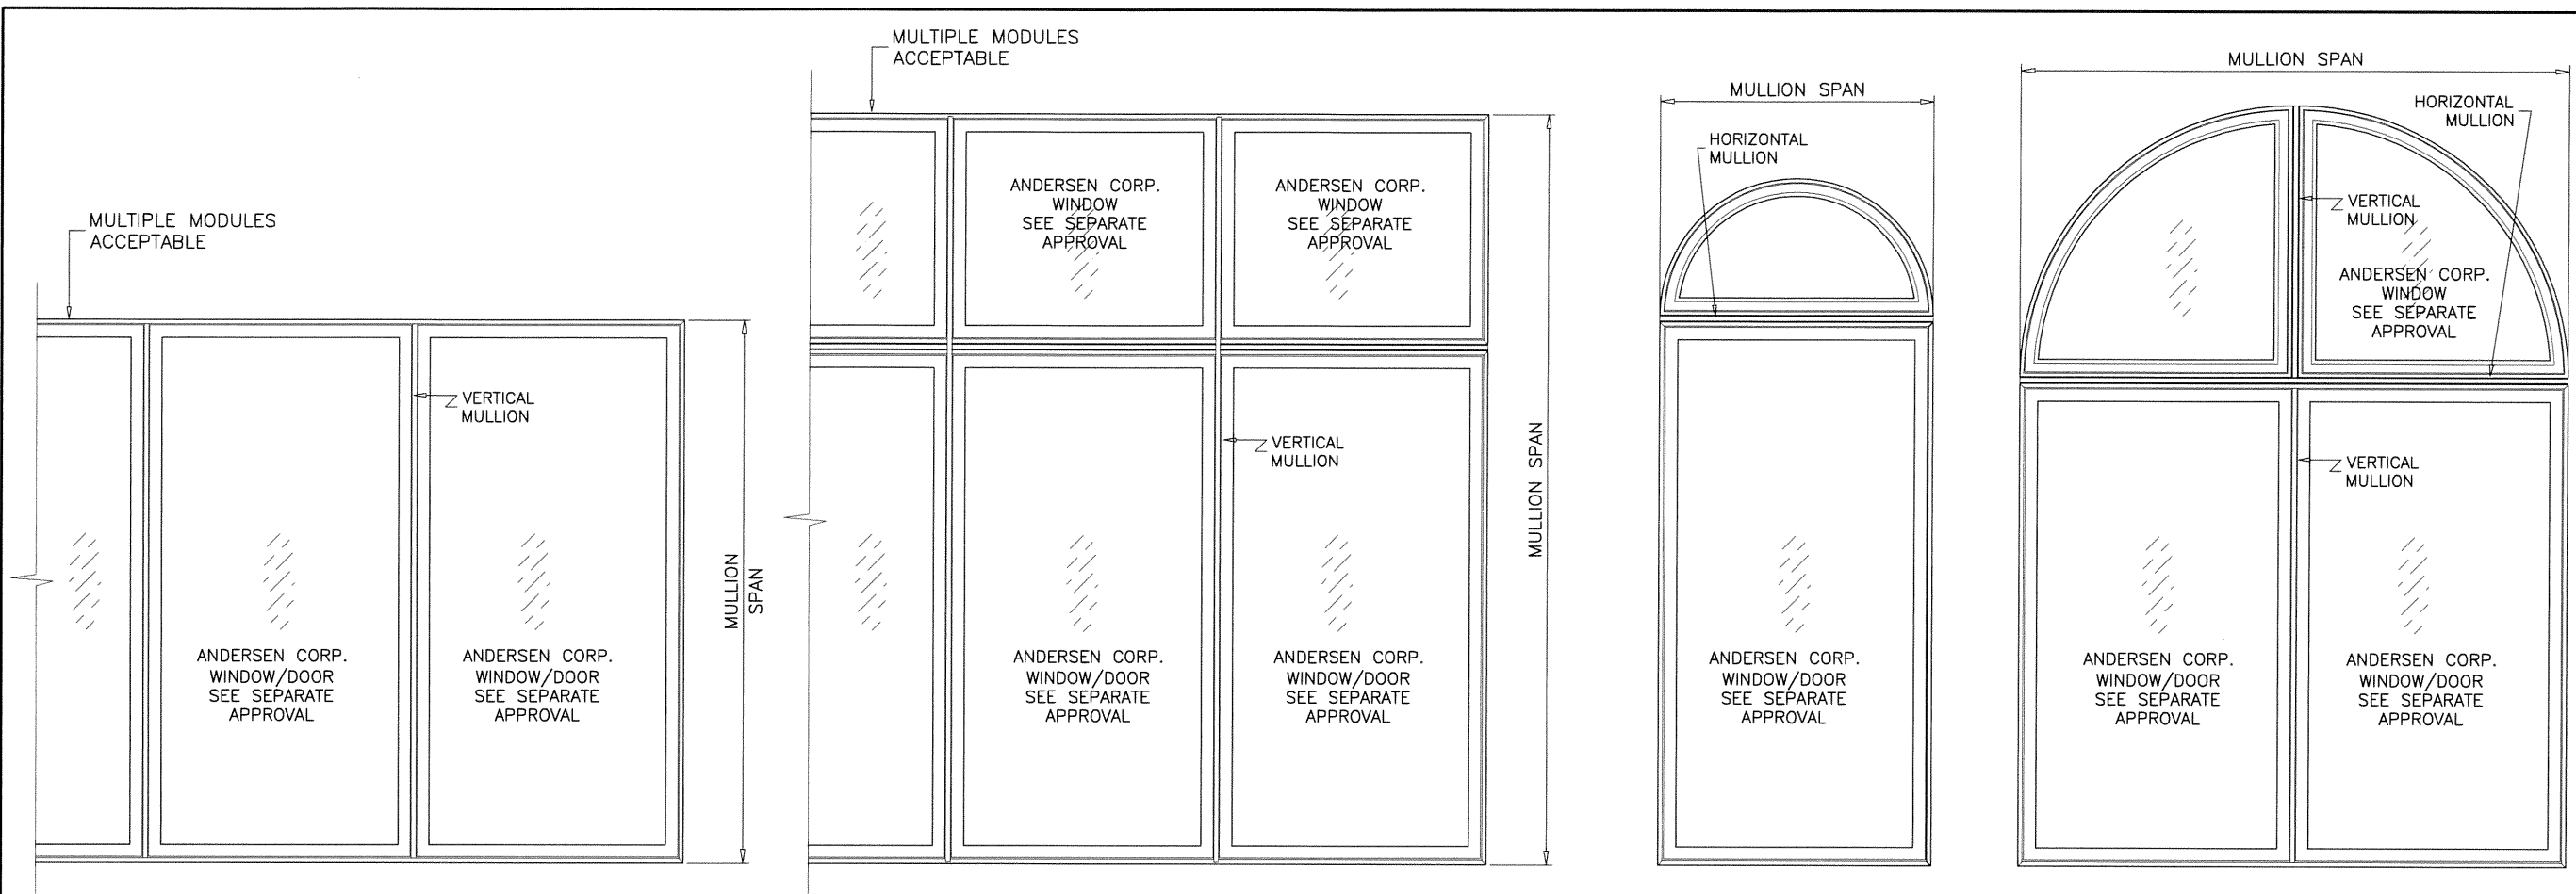 MULTIPLE MODULES
ACCEPTABLE
VERTICAL
MULLION
MULLION
SPAN
ANDERSEN CORP.
WINDOW/DOOR
SEE SEPARATE
APPROVAL
ANDERSEN CORP.
WINDOW/DOOR
SEE SEPARATE
APPROVAL
MULTIPLE MODULES
ACCEPTABLE
ANDERSEN CORP.
WINDOW
SEE SEPARATE
APPROVAL
ANDERSEN CORP.
WINDOW
SEE SEPARATE
APPROVAL
VERTICAL
MULLION
MULLION SPAN
ANDERSEN CORP.
WINDOW/DOOR
SEE SEPARATE
APPROVAL
ANDERSEN CORP.
WINDOW/DOOR
SEE SEPARATE
APPROVAL
MULLION SPAN
HORIZONTAL
MULLION
ANDERSEN CORP.
WINDOW/DOOR
SEE SEPARATE
APPROVAL
MULLION SPAN
HORIZONTAL
MULLION
VERTICAL
MULLION
ANDERSEN CORP.
WINDOW
SEE SEPARATE
APPROVAL
VERTICAL
MULLION
ANDERSEN CORP.
WINDOW/DOOR
SEE SEPARATE
APPROVAL
ANDERSEN CORP.
WINDOW/DOOR
SEE SEPARATE
APPROVAL